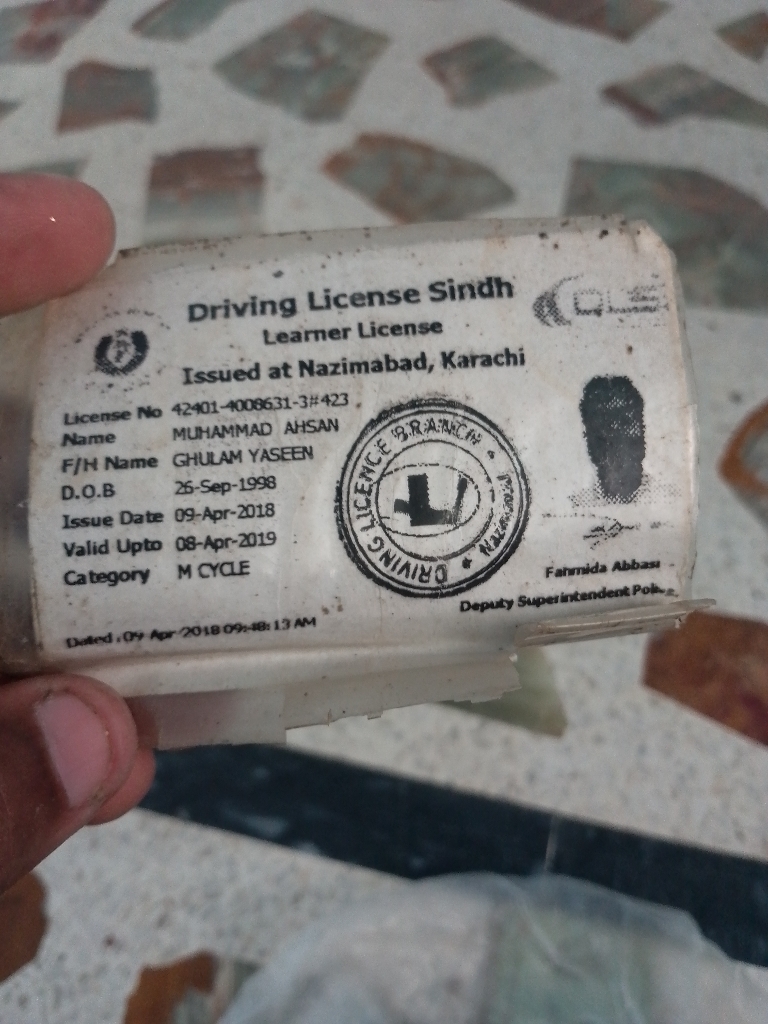 Driving License Sindh
DLS
Learner License
Issued at Nazimabad, Karachi
License No 42401-4008631-3#423
Name MUHAMMAD AHSAN
F/H Name GHULAM YASEEN
D.O.B 26-Sep-1998
Issue Date 09-Apr-2018
Valid Upto 08-Apr-2019
Category M CYCLE
DRIVING LICENCE BRANCH
L
Fahmida Abbasi
Deputy Superintendent
Dated : 09 Apr 2018 09:48:13 AM